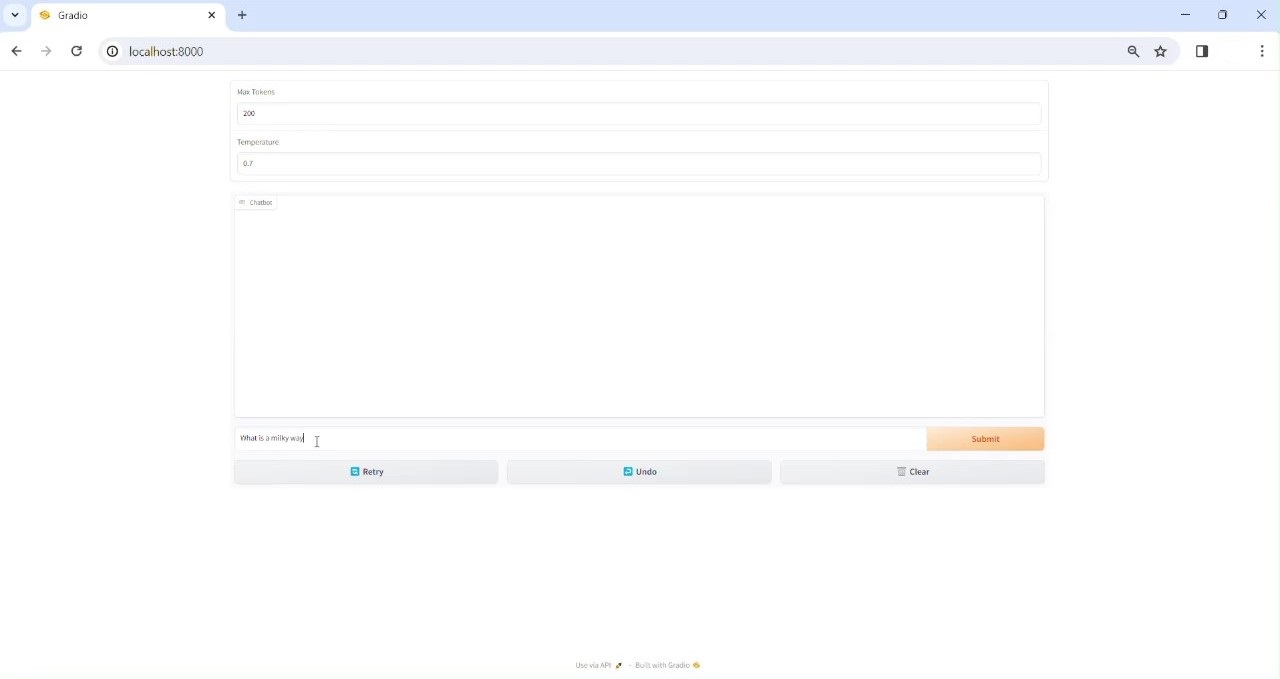 Gradio
localhost:8000
Max Tokens
200
Temperature
0.7
Chatbot
What is a milky way
Submit
Retry
Undo
Clear
Use via API · Built with Gradio